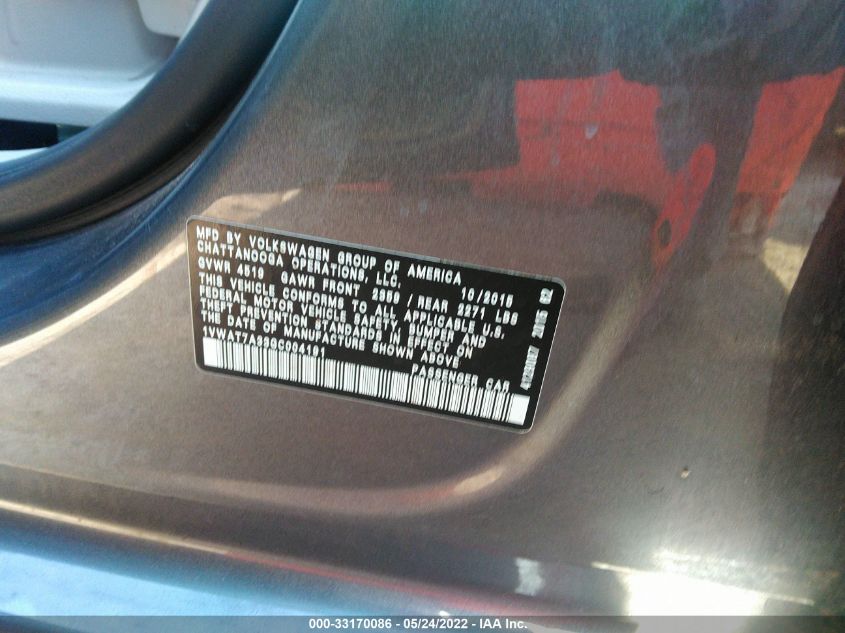 MFD BY VOLKSWAGEN GROUP OF AMERICA
CHATTANOOGA OPERATIONS, LLC. 10/2015
GVWR 4519 GAWR FRONT 2359 / REAR 2271 LBS
THIS VEHICLE CONFORMS TO ALL APPLICABLE U.S.
FEDERAL MOTOR VEHICLE SAFETY, BUMPER AND
THEFT PREVENTION STANDARDS IN EFFECT ON
THE DATE OF MANUFACTURE SHOWN ABOVE
1VWAT7A33GC004191
PASSENGER CAR
000-33170086 - 05/24/2022 - IAA Inc.